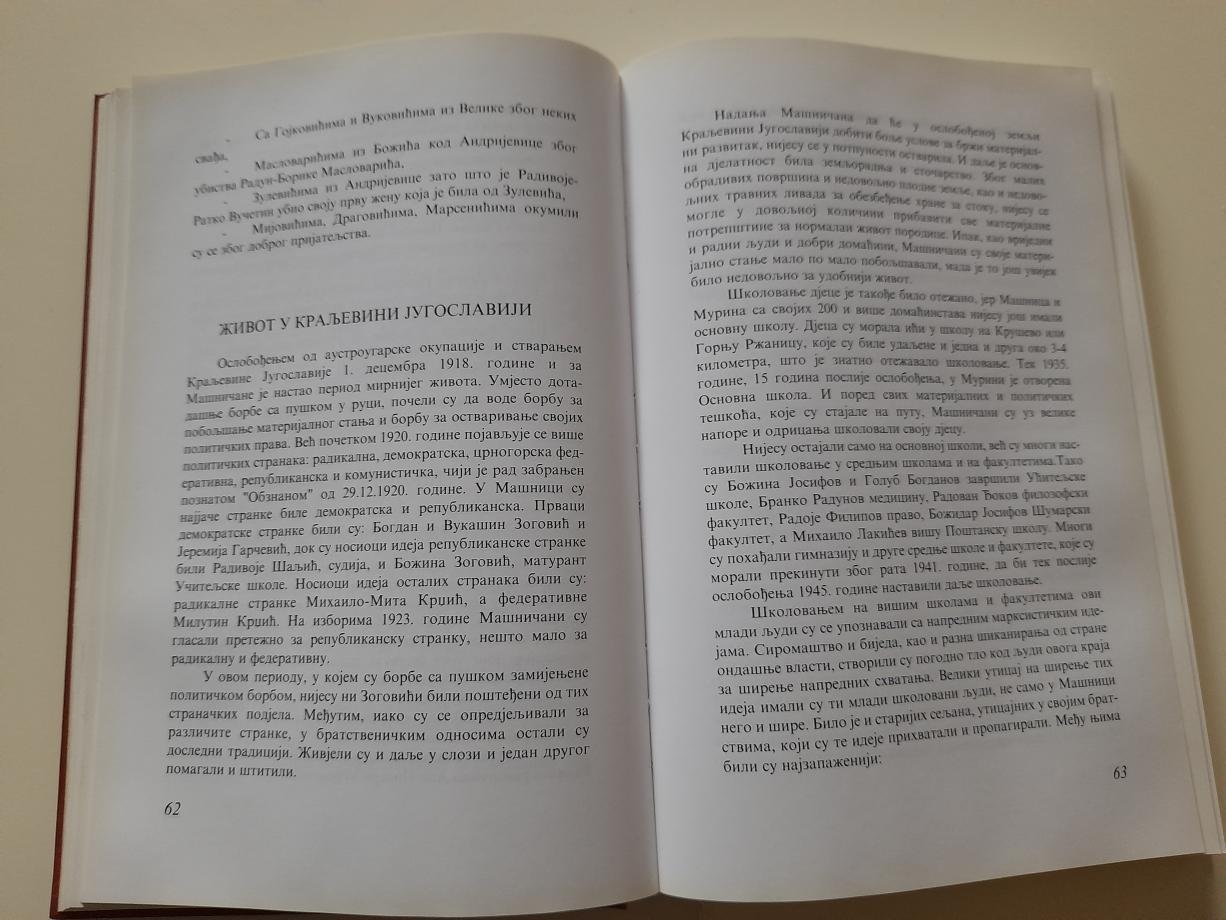 - Са Гојковићима и Вуковићима из Велике због неких
свађа,
- Масловарићима из Божића код Андријевице због
убиства Радун-Борике Масловарића,
- Зулевићима из Андријевице зато што је Радивоје-
Ратко Вучетин убио своју прву жену која је била од Зулевића,
- Мијовићима, Драговићима, Марсенићима окумили
су се због доброг пријатељства.
ЖИВОТ У КРАЉЕВИНИ ЈУГОСЛАВИЈИ
Ослобођењем од аустроугарске окупације и стварањем
Краљевине Југославије 1. децембра 1918. године и за
Машничане је настао период мирнијег живота. Умјесто дота-
дашње борбе са пушком у руци, почели су да воде борбу за
побољшање материјалног стања и борбу за остваривање својих
политичких права. Већ почетком 1920. године појављује се више
политичких странака: радикална, демократска, црногорска фед-
еративна, републиканска и комунистичка, чији је рад забрањен
познатом "Обзнаном" од 29.12.1920. године. У Машници су
најјаче странке биле демократска и републиканска. Прваци
демократске странке били су: Богдан и Вукашин Зоговић и
Јеремија Гарчевић, док су носиоци идеја републиканске странке
били Радивоје Шаљић, судија, и Божина Зоговић, матурант
Учитељске школе. Носиоци идеја осталих странака били су:
радикалне странке Михаило-Мита Крџић, а федеративне
Милутин Крџић. На изборима 1923. године Машничани су
гласали претежно за републиканску странку, нешто мало за
радикалну и федеративну.
У овом периоду, у којем су борбе са пушком замијењене
политичком борбом, нијесу ни Зоговићи били поштеђени од тих
страначких подјела. Међутим, иако су се опредјељивали за
различите странке, у братственичким односима остали су
досљедни традицији. Живјели су и даље у слози и један другог
помагали и штитили.
62
Надања Машничана да ће у ослобођеној земљи
Краљевини Југославији добити боље услове за бржи материјал-
ни развитак, нијесу се у потпуности остварила. И даље је основ-
на дјелатност била земљорадња и сточарство. Због малих
обрадивих површина и недовољно плодне земље, као и недово-
љних травних ливада за обезбеђење хране за стоку, нијесу се
могле у довољној количини прибавити све материјалне
потрепштине за нормалан живот породице. Ипак, као вриједни
и радни људи и добри домаћини, Машничани су своје матери-
јално стање мало по мало побољшавали, мада је то још увијек
било недовољно за удобнији живот.
Школовање дјеце је такође било отежано, јер Машница и
Мурина са својих 200 и више домаћинстава нијесу још имали
основну школу. Дјеца су морала ићи у школу на Крушево или
Горњу Ржаницу, које су биле удаљене и једна и друга око 3-4
километра, што је знатно отежавало школовање. Тек 1935.
године, 15 година послије ослобођења, у Мурини је отворена
Основна школа. И поред свих материјалних и политичких
тешкоћа, које су стајале на путу, Машничани су уз велике
напоре и одрицања школовали своју дјецу.
Нијесу остајали само на основној школи, већ су многи нас-
тавили школовање у средњим школама и на факултетима.Тако
су Божина Јосифов и Голуб Богданов завршили Учитељске
школе, Бранко Радунов медицину, Радован Ђоков филозофски
факултет, Радоје Филипов право, Божидар Јосифов Шумарски
факултет, а Михаило Лакићев вишу Поштанску школу. Многи
су похађали гимназију и друге средње школе и факултете, које су
морали прекинути због рата 1941. године, да би тек послије
ослобођења 1945. године наставили даље школовање.
Школовањем на вишим школама и факултетима ови
млади људи су се упознавали са напредним марксистичким иде-
јама. Сиромаштво и биједа, као и разна шиканирања од стране
ондашње власти, створили су погодно тло код људи овога краја
за ширење напредних схватања. Велики утицај на ширење тих
идеја имали су ти млади школовани људи, не само у Машници
него и шире. Било је и старијих сељана, утицајних у својим брат-
ствима, који су те идеје прихватали и пропагирали. Међу њима
били су најзапаженији:
63